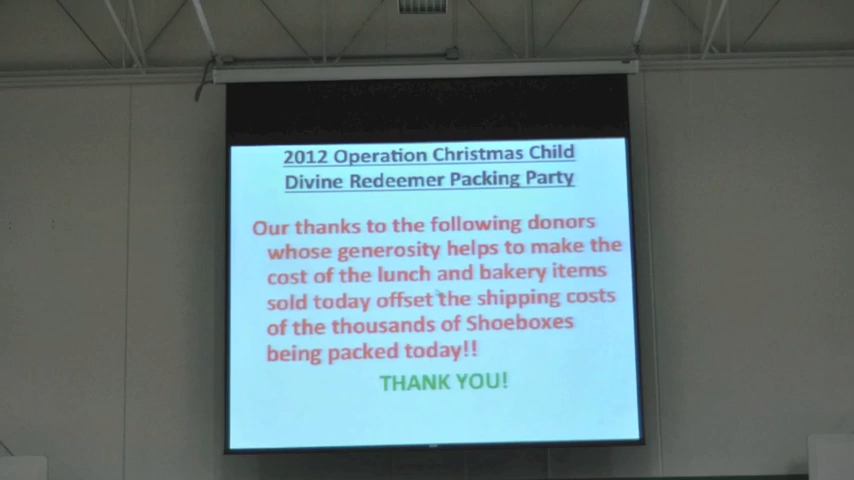 2012 Operation Christmas Child
Divine Redeemer Packing Party
Our thanks to the following donors
whose generosity helps to make the
cost of the lunch and bakery items
sold today offset the shipping costs
of the thousands of Shoeboxes
being packed today!!
THANK YOU!